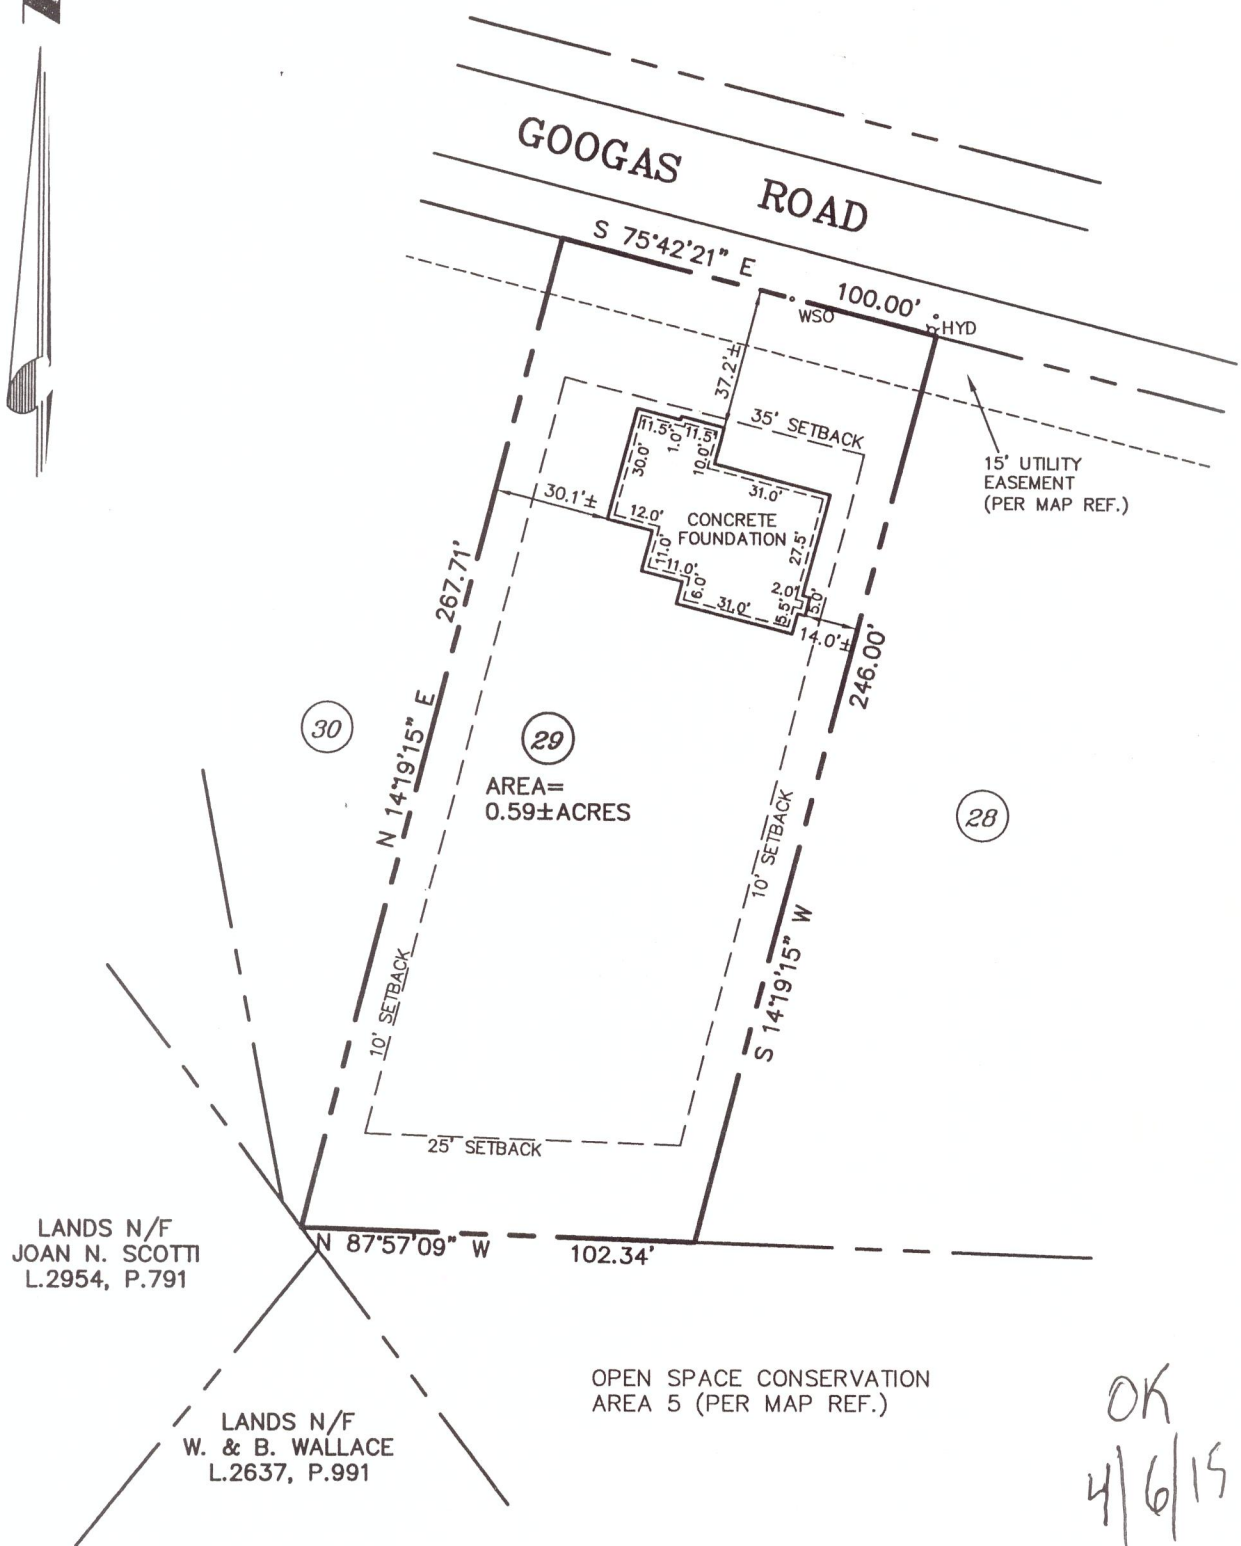 GOOGAS ROAD
S 75°42'21" E
100.00'
WSO
HYD
37.2'±
35' SETBACK
15' UTILITY
EASEMENT
(PER MAP REF.)
11.5'
1.0'
11.5'
10.0'
30.0'
31.0'
30.1'±
12.0'
CONCRETE
FOUNDATION
27.5'
11.0'
11.0'
6.0'
31.0'
2.0'
5.0'
5.5'
14.0'±
267.71'
246.00'
N 14°19'15" E
30
29
AREA=
0.59±ACRES
28
10' SETBACK
S 14°19'15" W
10' SETBACK
25' SETBACK
LANDS N/F
JOAN N. SCOTTI
L.2954, P.791
N 87°57'09" W
102.34'
OPEN SPACE CONSERVATION
AREA 5 (PER MAP REF.)
LANDS N/F
W. & B. WALLACE
L.2637, P.991
OK
4/6/15